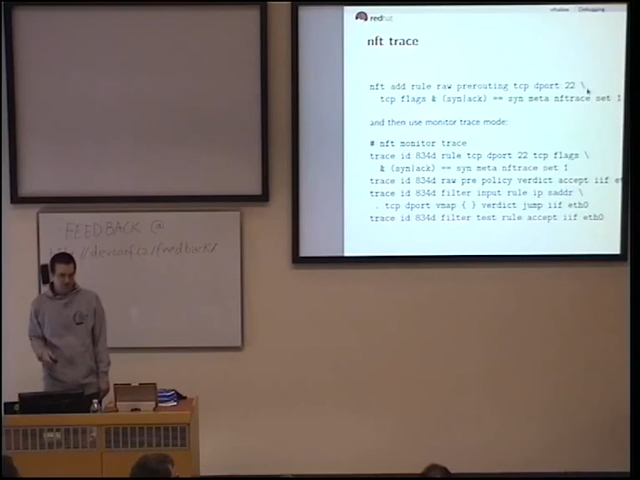 redhat
Debugging
nft trace
nft add rule raw prerouting tcp dport 22 \
tcp flags & (syn|ack) == syn meta nftrace set 1
and then use monitor trace mode:
# nft monitor trace
trace id 834d rule tcp dport 22 tcp flags \
& (syn|ack) == syn meta nftrace set 1
trace id 834d raw pre policy verdict accept iif
trace id 834d filter input rule ip saddr \
. tcp dport vmap { } verdict jump iif eth0
trace id 834d filter test rule accept iif eth0
FEEDBACK @
//devconf.cz/feedback/